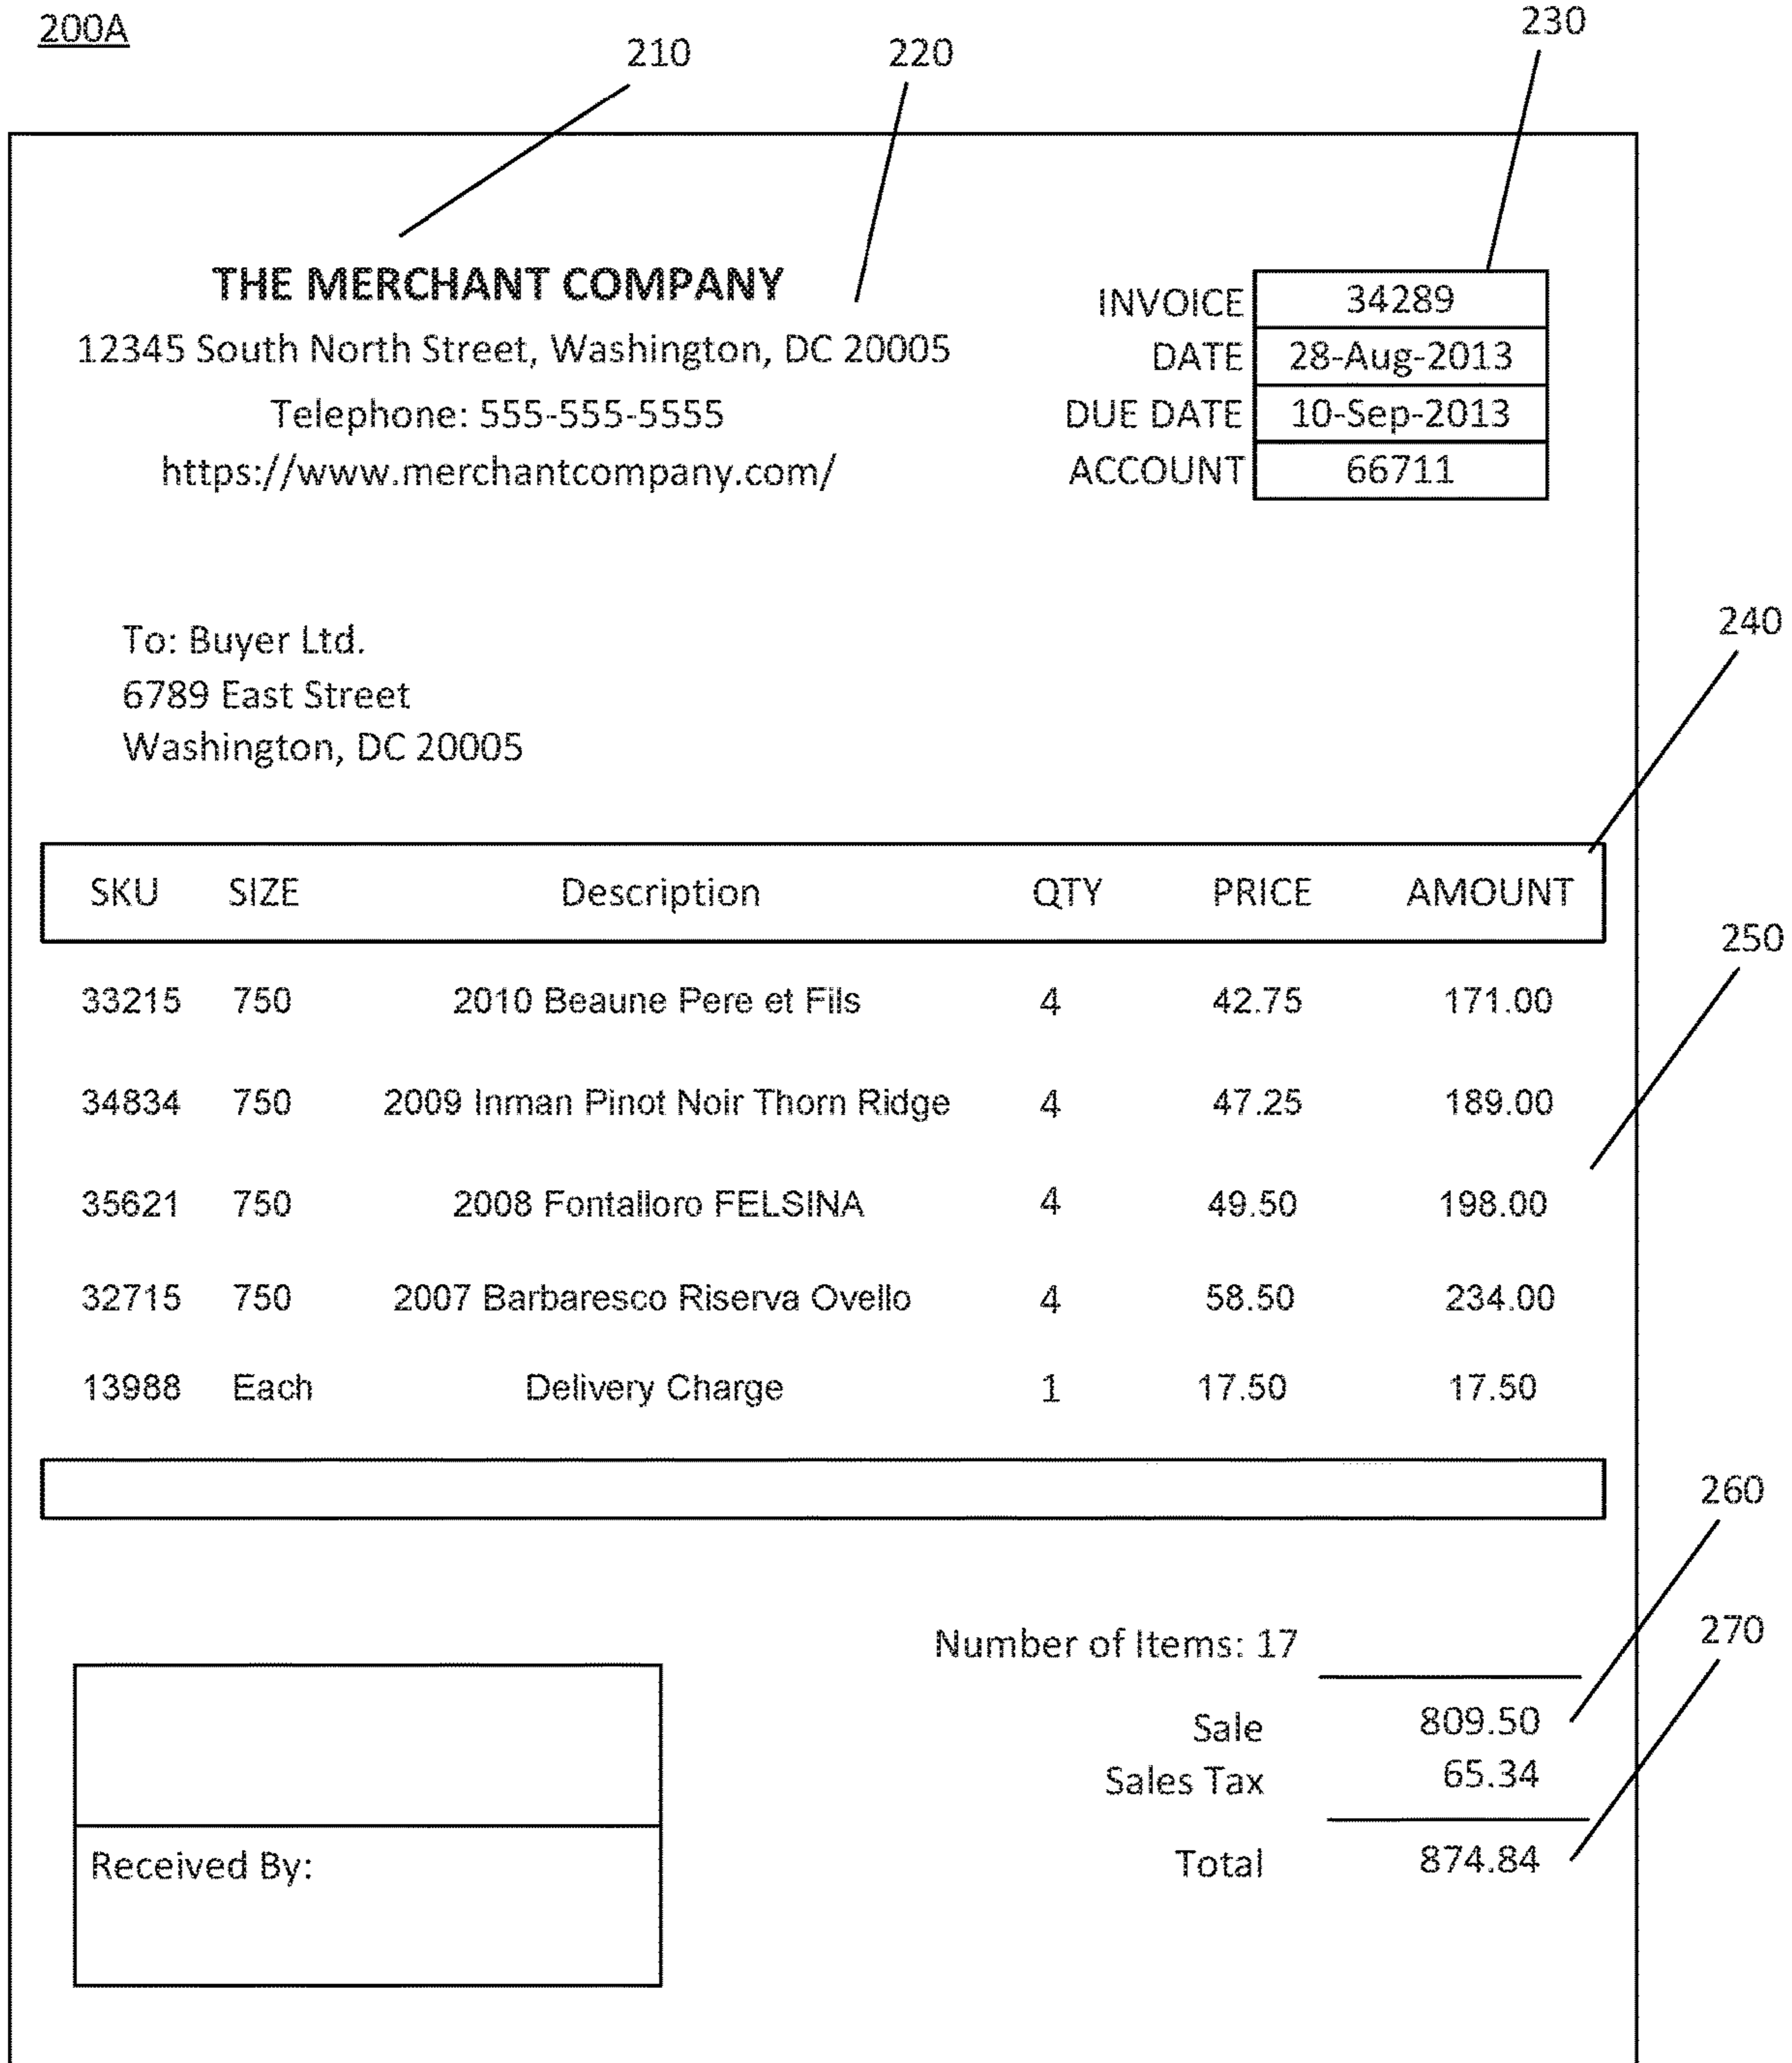 200A
210
220
230
THE MERCHANT COMPANY
12345 South North Street, Washington, DC 20005
Telephone: 555-555-5555
https://www.merchantcompany.com/
INVOICE 34289
DATE 28-Aug-2013
DUE DATE 10-Sep-2013
ACCOUNT 66711
To: Buyer Ltd.
6789 East Street
Washington, DC 20005
240
SKU SIZE Description QTY PRICE AMOUNT
250
33215 750 2010 Beaune Pere et Fils 4 42.75 171.00
34834 750 2009 Inman Pinot Noir Thorn Ridge 4 47.25 189.00
35621 750 2008 Fontalloro FELSINA 4 49.50 198.00
32715 750 2007 Barbaresco Riserva Ovello 4 58.50 234.00
13988 Each Delivery Charge 1 17.50 17.50
260
270
Number of Items: 17
Sale 809.50
Sales Tax 65.34
Total 874.84
Received By: